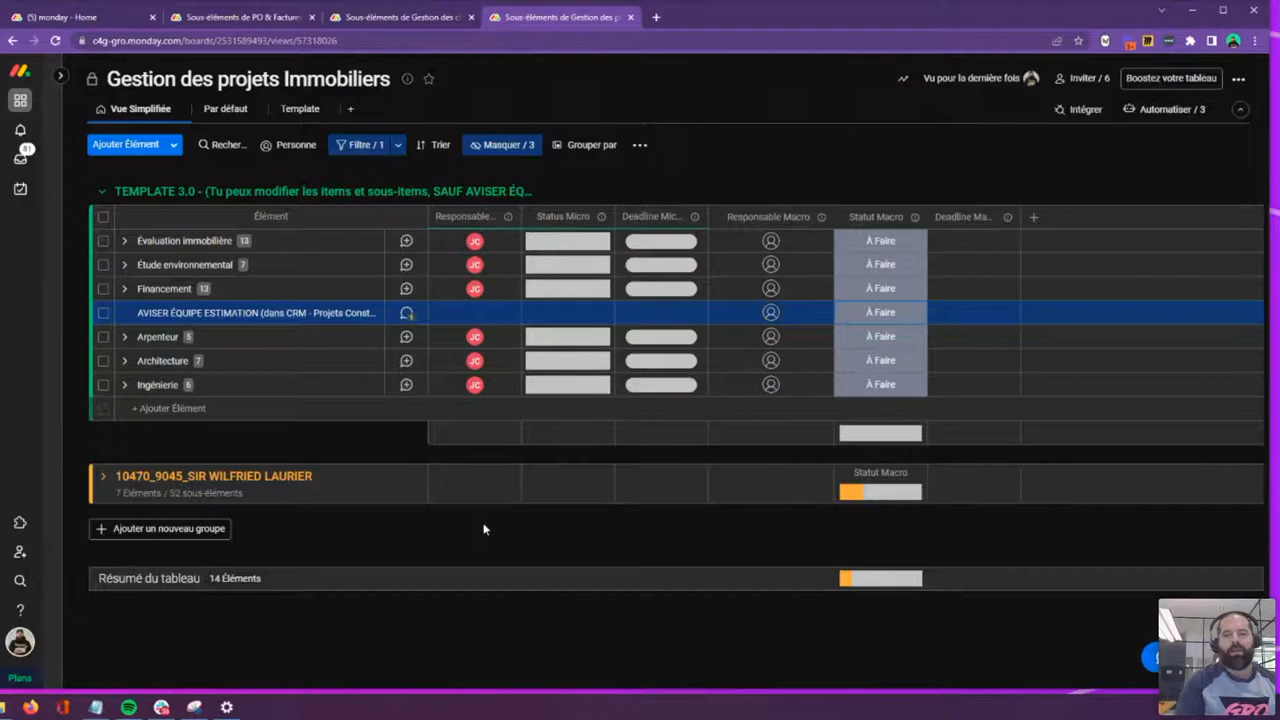 (5) monday - Home
Sous-éléments de PO & Facture
Sous-éléments de Gestion des c
Sous-éléments de Gestion des p
c4g-gro.monday.com/boards/2531589493/views/57318026
Gestion des projets Immobiliers
Vu pour la dernière fois
Inviter / 6
Boostez votre tableau
Vue Simplifiée
Par défaut
Template
Intégrer
Automatiser / 3
Ajouter Élément
Recher...
Personne
Filtre / 1
Trier
Masquer / 3
Grouper par
81
TEMPLATE 3.0 - (Tu peux modifier les items et sous-items, SAUF AVISER ÉQ...
Élément
Responsable...
Status Micro
Deadline Mic...
Responsable Macro
Statut Macro
Deadline Ma...
Évaluation immobilière 13
JC
À Faire
Étude environnemental 7
JC
À Faire
Financement 13
JC
À Faire
AVISER ÉQUIPE ESTIMATION (dans CRM - Projets Const...
À Faire
Arpenteur 5
JC
À Faire
Architecture 7
JC
À Faire
Ingénierie 6
JC
À Faire
+ Ajouter Élément
10470_9045_SIR WILFRIED LAURIER
7 Éléments / 52 sous-éléments
Statut Macro
+ Ajouter un nouveau groupe
Résumé du tableau 14 Éléments
Plans
GRO